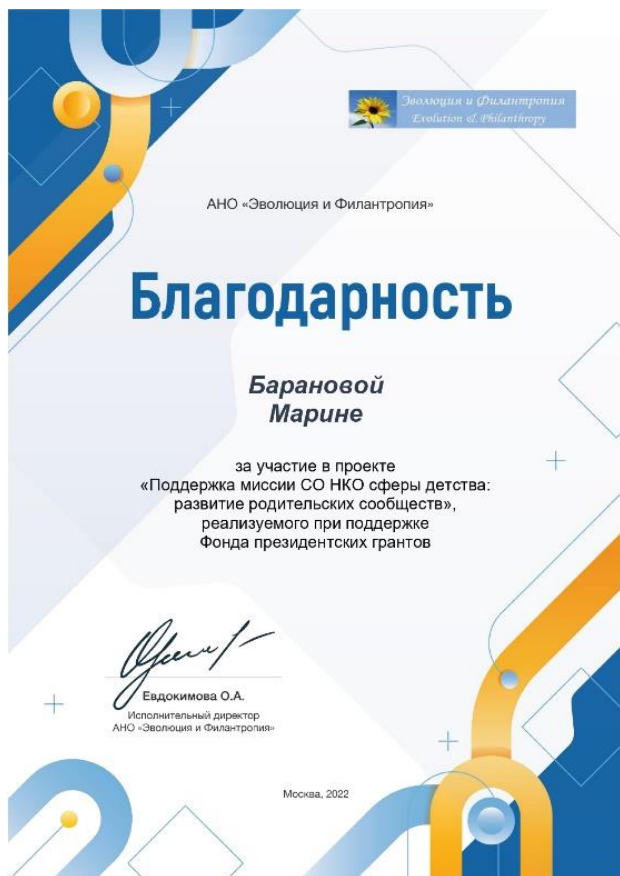 Эволюция и Филантропия
Evolution & Philanthropy
АНО «Эволюция и Филантропия»
Благодарность
Барановой
Марине
за участие в проекте
«Поддержка миссии СО НКО сферы детства:
развитие родительских сообществ»,
реализуемого при поддержке
Фонда президентских грантов
Евдокимова О.А.
Исполнительный директор
АНО «Эволюция и Филантропия»
Москва, 2022